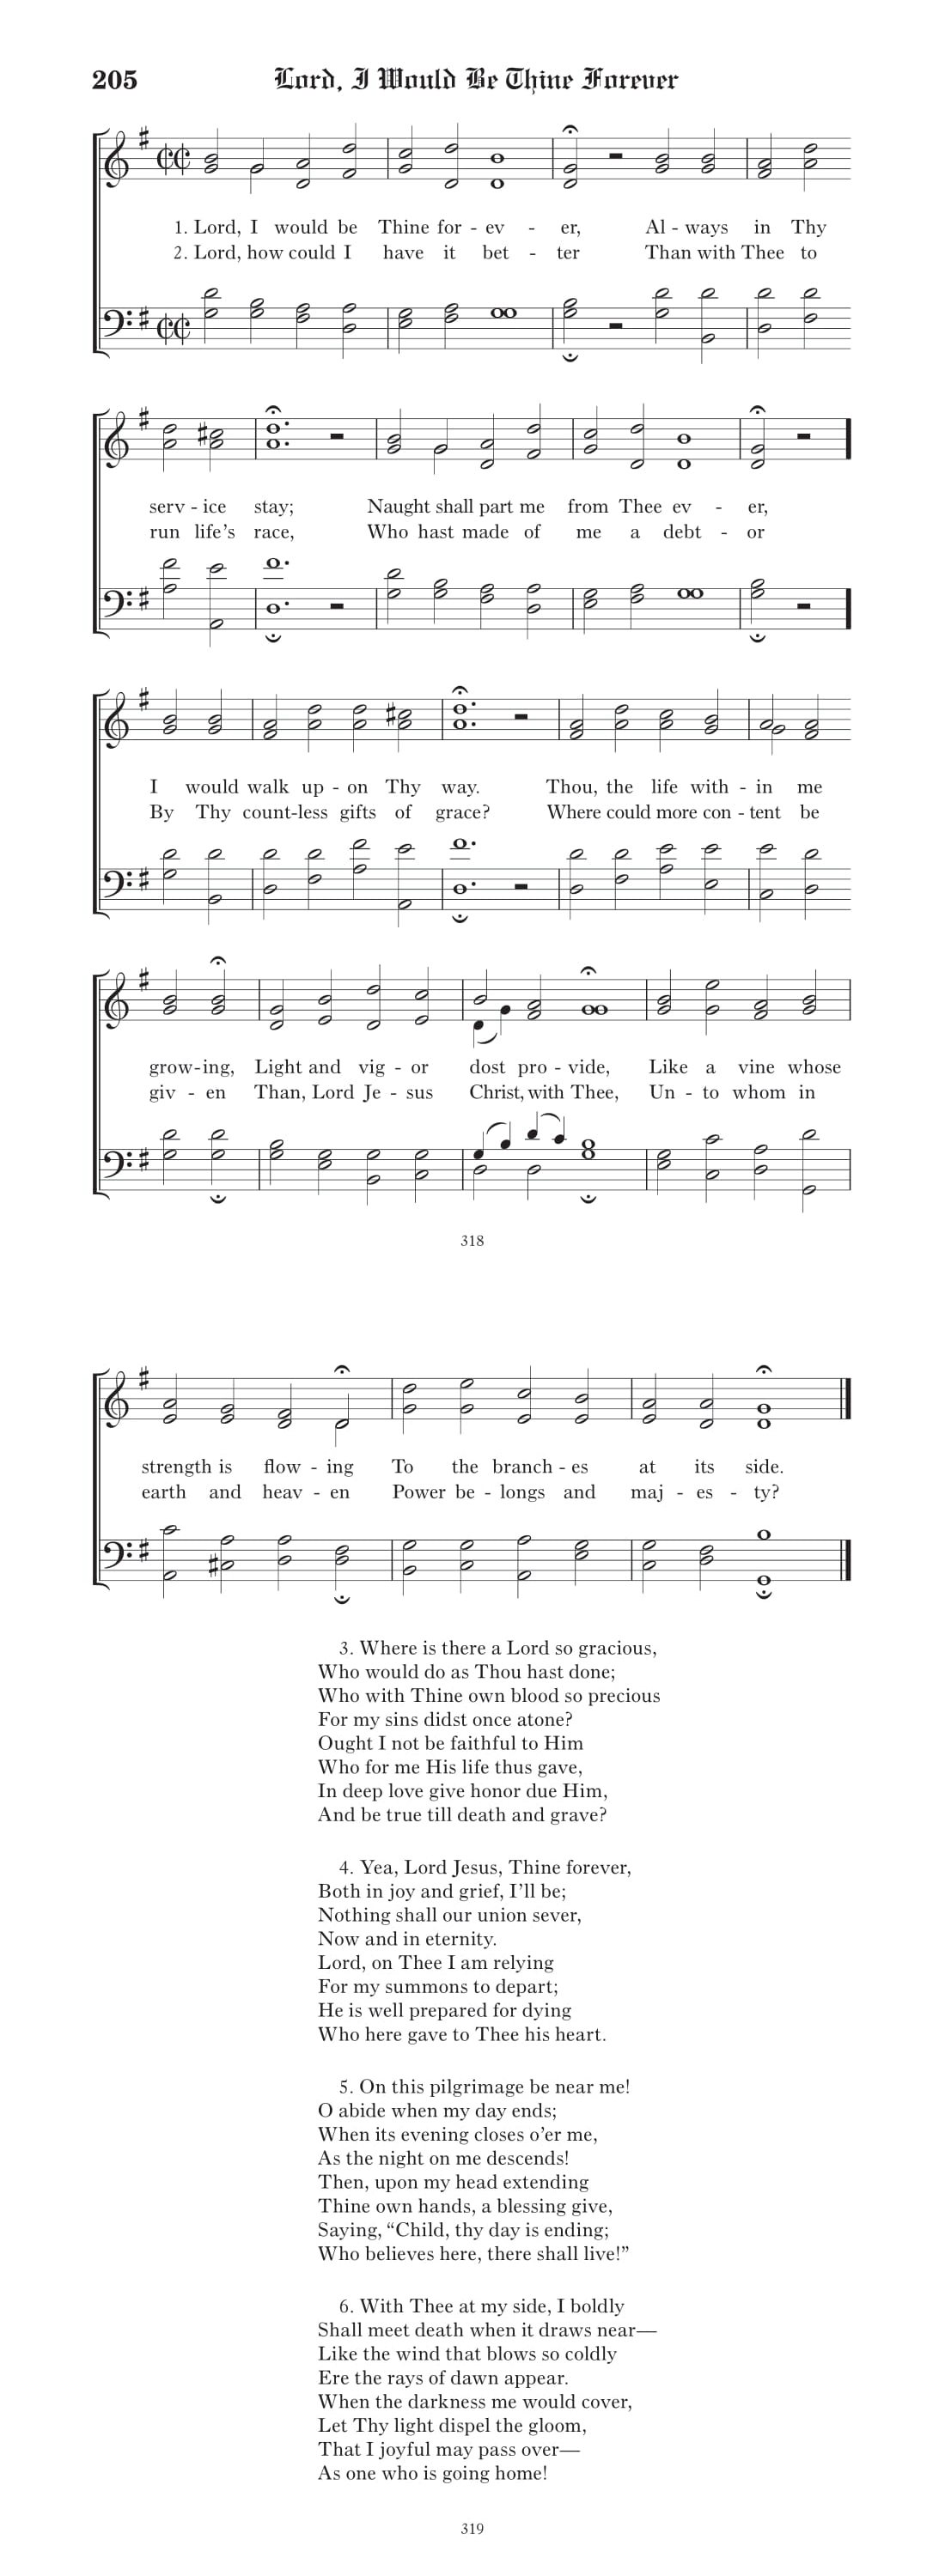 205 Lord, I Would Be Thine Forever
1. Lord, I would be Thine for - ev - er, Al - ways in Thy
2. Lord, how could I have it bet - ter Than with Thee to
serv - ice stay; Naught shall part me from Thee ev - er,
run life's race, Who hast made of me a debt - or
I would walk up - on Thy way. Thou, the life with - in me
By Thy count-less gifts of grace? Where could more con - tent be
grow-ing, Light and vig - or dost pro - vide, Like a vine whose
giv - en Than, Lord Je - sus Christ, with Thee, Un - to whom in
318
strength is flow - ing To the branch - es at its side.
earth and heav - en Power be - longs and maj - es - ty?
3. Where is there a Lord so gracious,
Who would do as Thou hast done;
Who with Thine own blood so precious
For my sins didst once atone?
Ought I not be faithful to Him
Who for me His life thus gave,
In deep love give honor due Him,
And be true till death and grave?
4. Yea, Lord Jesus, Thine forever,
Both in joy and grief, I'll be;
Nothing shall our union sever,
Now and in eternity.
Lord, on Thee I am relying
For my summons to depart;
He is well prepared for dying
Who here gave to Thee his heart.
5. On this pilgrimage be near me!
O abide when my day ends;
When its evening closes o'er me,
As the night on me descends!
Then, upon my head extending
Thine own hands, a blessing give,
Saying, “Child, thy day is ending;
Who believes here, there shall live!”
6. With Thee at my side, I boldly
Shall meet death when it draws near—
Like the wind that blows so coldly
Ere the rays of dawn appear.
When the darkness me would cover,
Let Thy light dispel the gloom,
That I joyful may pass over—
As one who is going home!
319